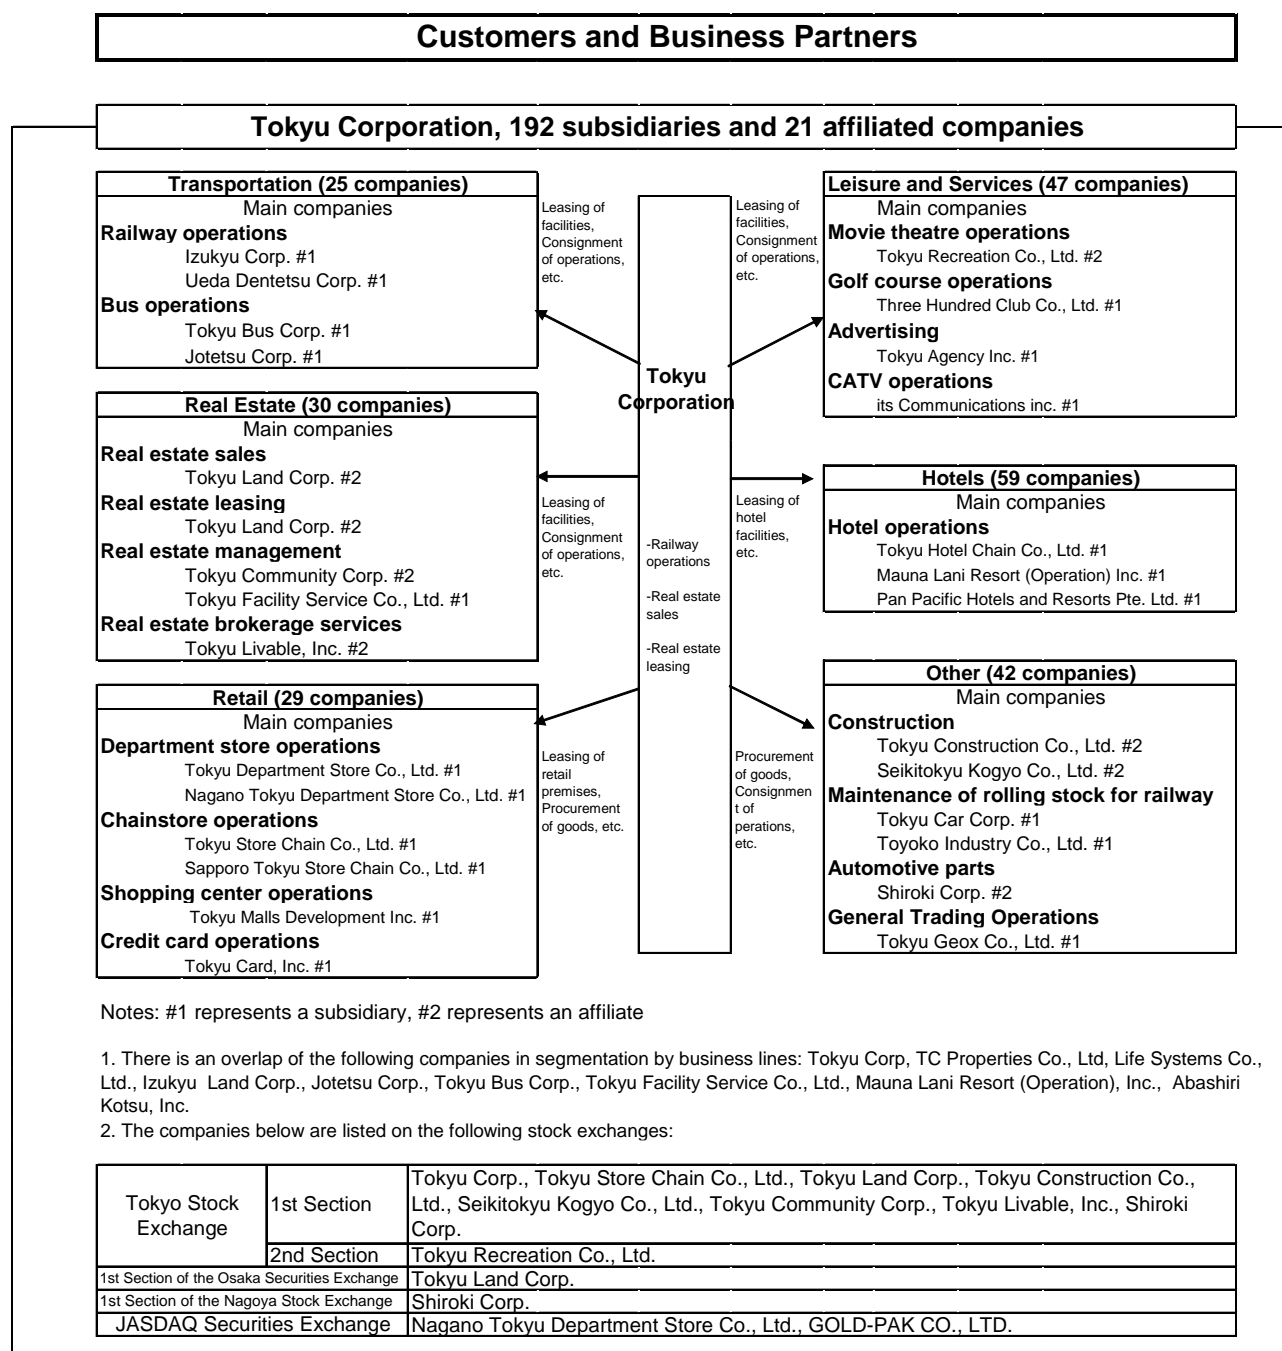 Customers and Business Partners
Tokyu Corporation, 192 subsidiaries and 21 affiliated companies
Transportation (25 companies)
Main companies
Railway operations
Izukyu Corp. #1
Ueda Dentetsu Corp. #1
Bus operations
Tokyu Bus Corp. #1
Jotetsu Corp. #1
Leasing of
facilities,
Consignment
of operations,
etc.
Real Estate (30 companies)
Main companies
Real estate sales
Tokyu Land Corp. #2
Real estate leasing
Tokyu Land Corp. #2
Real estate management
Tokyu Community Corp. #2
Tokyu Facility Service Co., Ltd. #1
Real estate brokerage services
Tokyu Livable, Inc. #2
Leasing of
facilities,
Consignment
of operations,
etc.
Retail (29 companies)
Main companies
Department store operations
Tokyu Department Store Co., Ltd. #1
Nagano Tokyu Department Store Co., Ltd. #1
Chainstore operations
Tokyu Store Chain Co., Ltd. #1
Sapporo Tokyu Store Chain Co., Ltd. #1
Shopping center operations
Tokyu Malls Development Inc. #1
Credit card operations
Tokyu Card, Inc. #1
Leasing of
retail
premises,
Procurement
of goods, etc.
Tokyu
Corporation
-Railway
operations
-Real estate
sales
-Real estate
leasing
Leasing of
facilities,
Consignment
of operations,
etc.
Leisure and Services (47 companies)
Main companies
Movie theatre operations
Tokyu Recreation Co., Ltd. #2
Golf course operations
Three Hundred Club Co., Ltd. #1
Advertising
Tokyu Agency Inc. #1
CATV operations
its Communications inc. #1
Leasing of
hotel
facilities,
etc.
Hotels (59 companies)
Main companies
Hotel operations
Tokyu Hotel Chain Co., Ltd. #1
Mauna Lani Resort (Operation) Inc. #1
Pan Pacific Hotels and Resorts Pte. Ltd. #1
Procurement
of goods,
Consignmen
t of
perations,
etc.
Other (42 companies)
Main companies
Construction
Tokyu Construction Co., Ltd. #2
Seikitokyu Kogyo Co., Ltd. #2
Maintenance of rolling stock for railway
Tokyu Car Corp. #1
Toyoko Industry Co., Ltd. #1
Automotive parts
Shiroki Corp. #2
General Trading Operations
Tokyu Geox Co., Ltd. #1
Notes: #1 represents a subsidiary, #2 represents an affiliate
1. There is an overlap of the following companies in segmentation by business lines: Tokyu Corp, TC Properties Co., Ltd, Life Systems Co.,
Ltd., Izukyu Land Corp., Jotetsu Corp., Tokyu Bus Corp., Tokyu Facility Service Co., Ltd., Mauna Lani Resort (Operation), Inc., Abashiri
Kotsu, Inc.
2. The companies below are listed on the following stock exchanges:
Tokyo Stock
Exchange
1st Section
Tokyu Corp., Tokyu Store Chain Co., Ltd., Tokyu Land Corp., Tokyu Construction Co.,
Ltd., Seikitokyu Kogyo Co., Ltd., Tokyu Community Corp., Tokyu Livable, Inc., Shiroki
Corp.
2nd Section
Tokyu Recreation Co., Ltd.
1st Section of the Osaka Securities Exchange
Tokyu Land Corp.
1st Section of the Nagoya Stock Exchange
Shiroki Corp.
JASDAQ Securities Exchange
Nagano Tokyu Department Store Co., Ltd., GOLD-PAK CO., LTD.